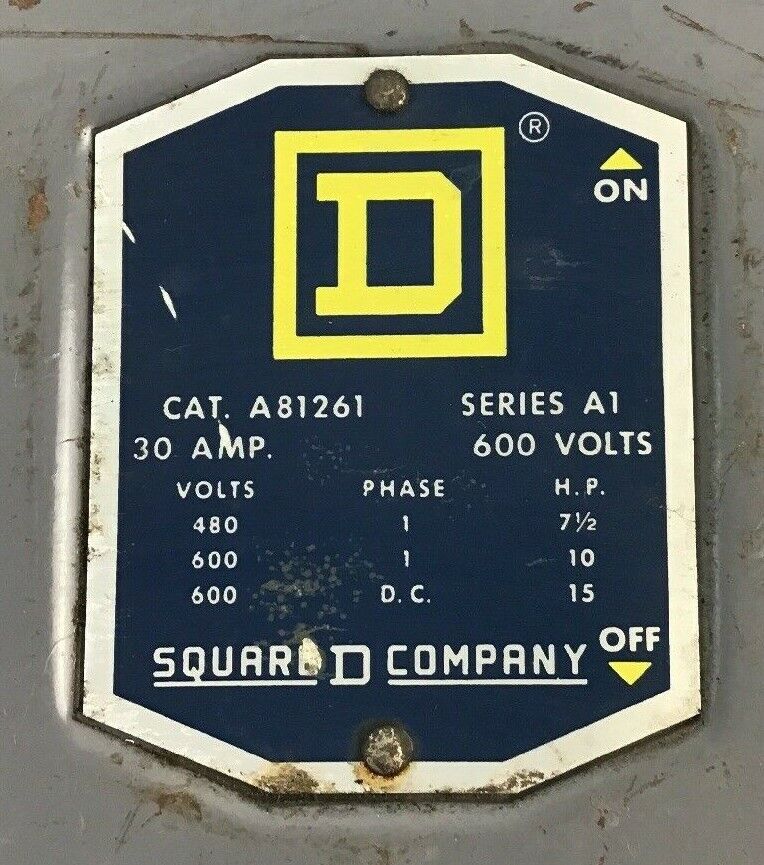 D ®
ON
CAT. A81261 SERIES A1
30 AMP. 600 VOLTS
VOLTS PHASE H.P.
480 1 7½
600 1 10
600 D.C. 15
OFF
SQUARE D COMPANY